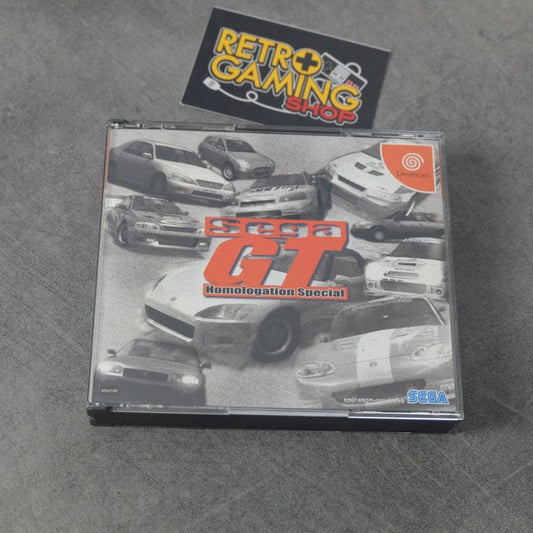 RETRO
GAMING
SHOP
Dreamcast
Sega
GT
Homologation Special
SEGA